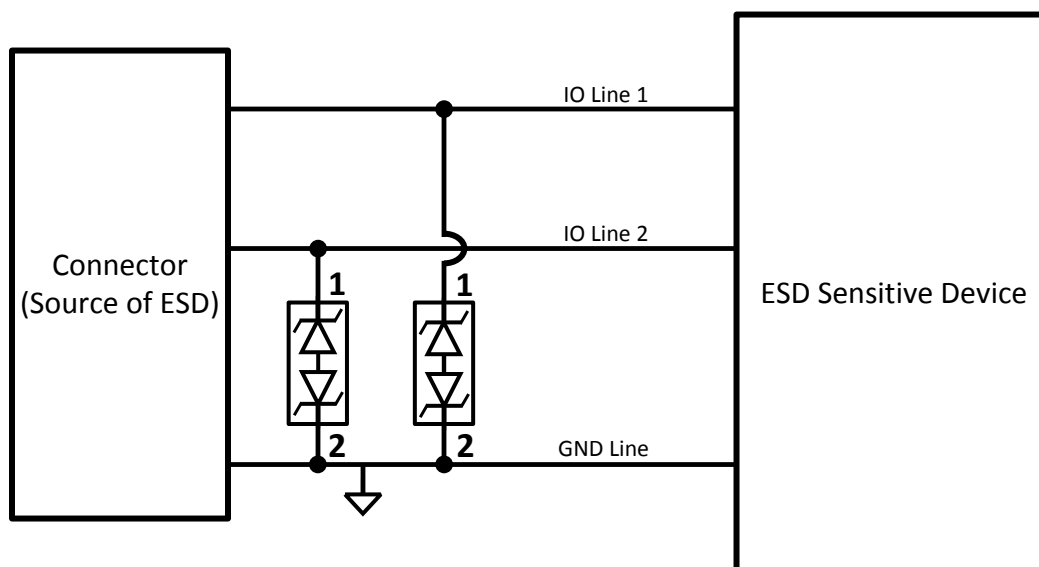 IO Line 1
IO Line 2
Connector
(Source of ESD)
1
1
ESD Sensitive Device
2
2
GND Line